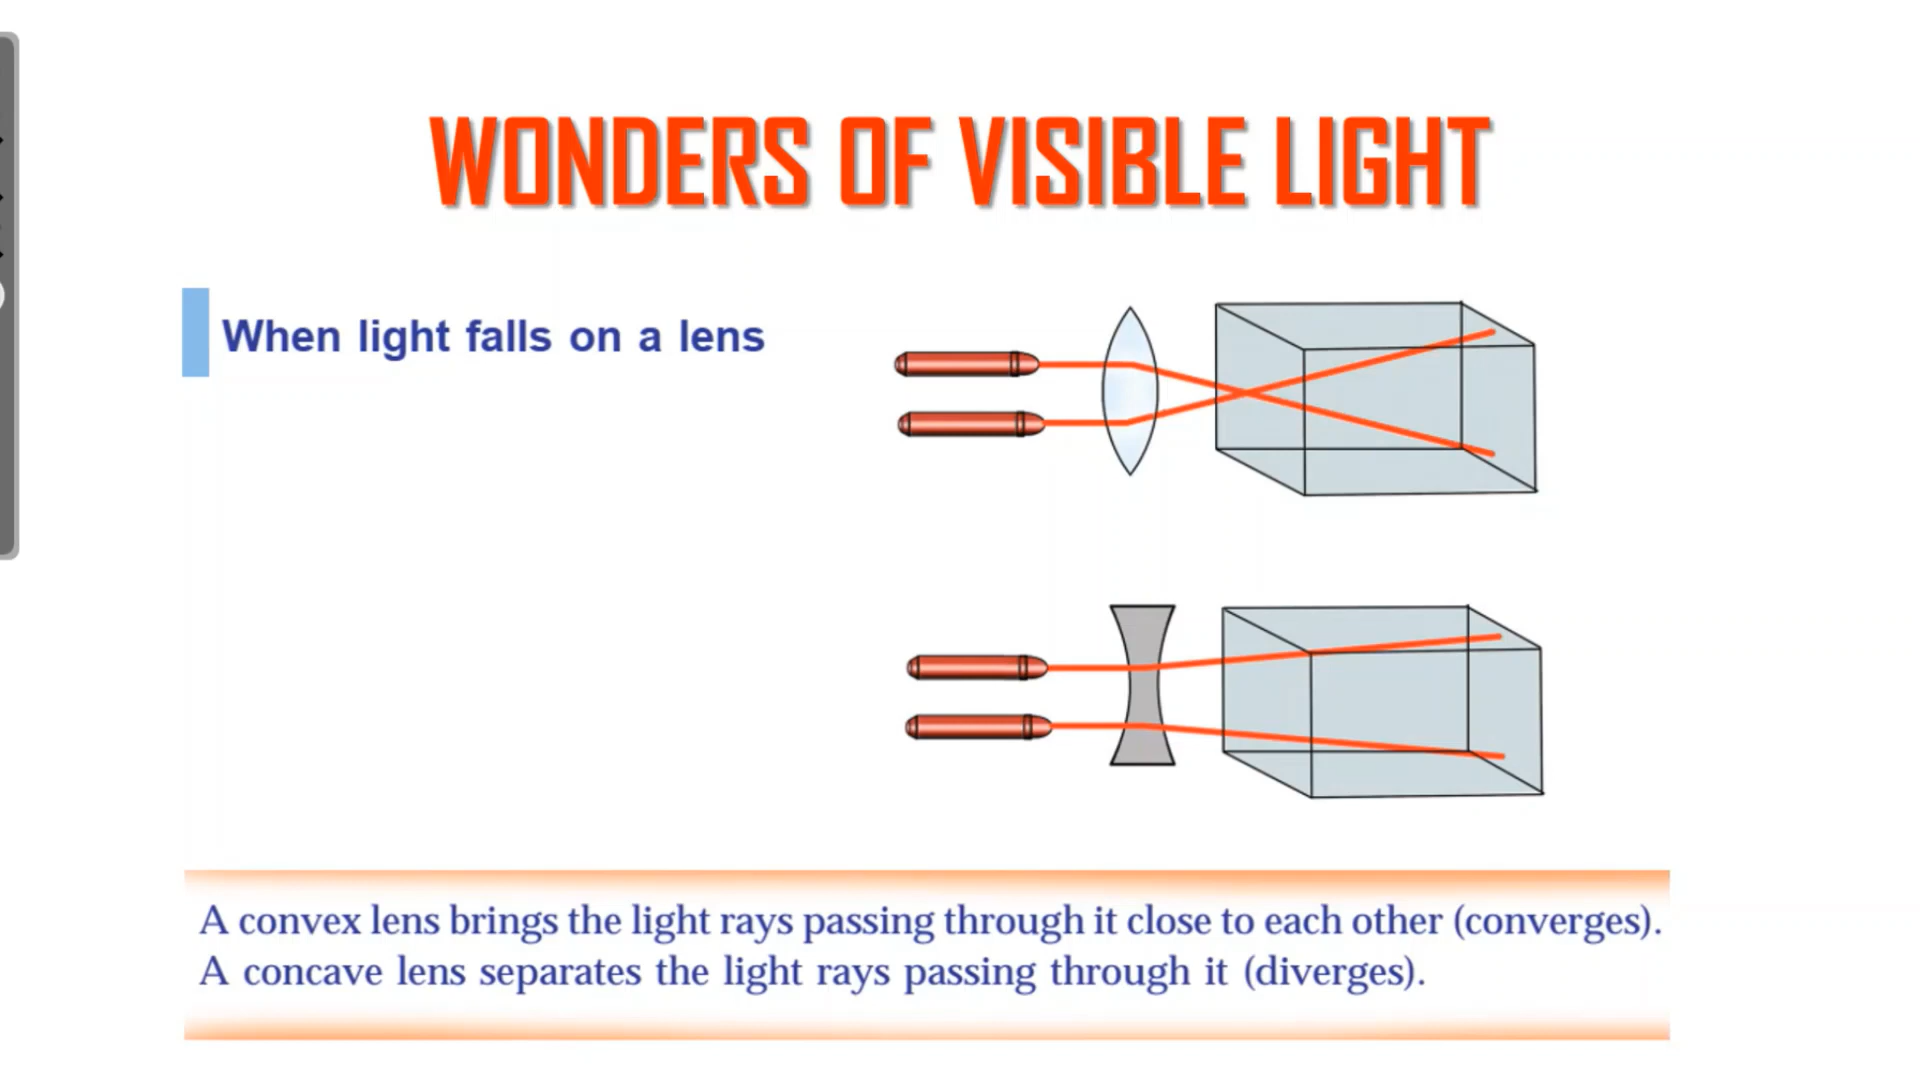 WONDERS OF VISIBLE LIGHT
When light falls on a lens
A convex lens brings the light rays passing through it close to each other (converges).
A concave lens separates the light rays passing through it (diverges).